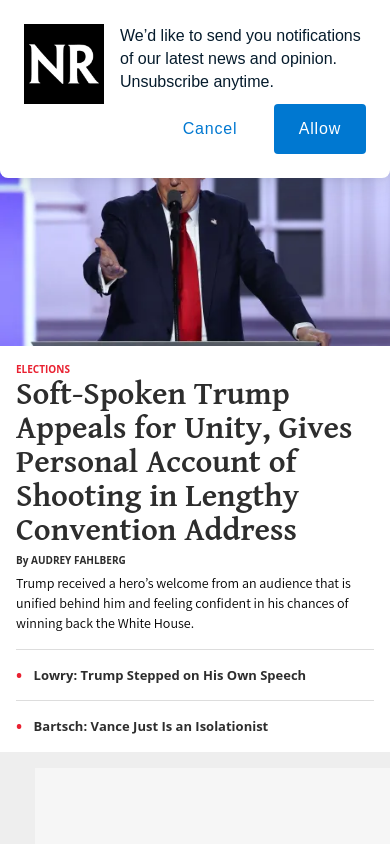 NR
We’d like to send you notifications
of our latest news and opinion.
Unsubscribe anytime.
Cancel
Allow
ELECTIONS
Soft-Spoken Trump
Appeals for Unity, Gives
Personal Account of
Shooting in Lengthy
Convention Address
By AUDREY FAHLBERG
Trump received a hero’s welcome from an audience that is
unified behind him and feeling confident in his chances of
winning back the White House.
• Lowry: Trump Stepped on His Own Speech
• Bartsch: Vance Just Is an Isolationist